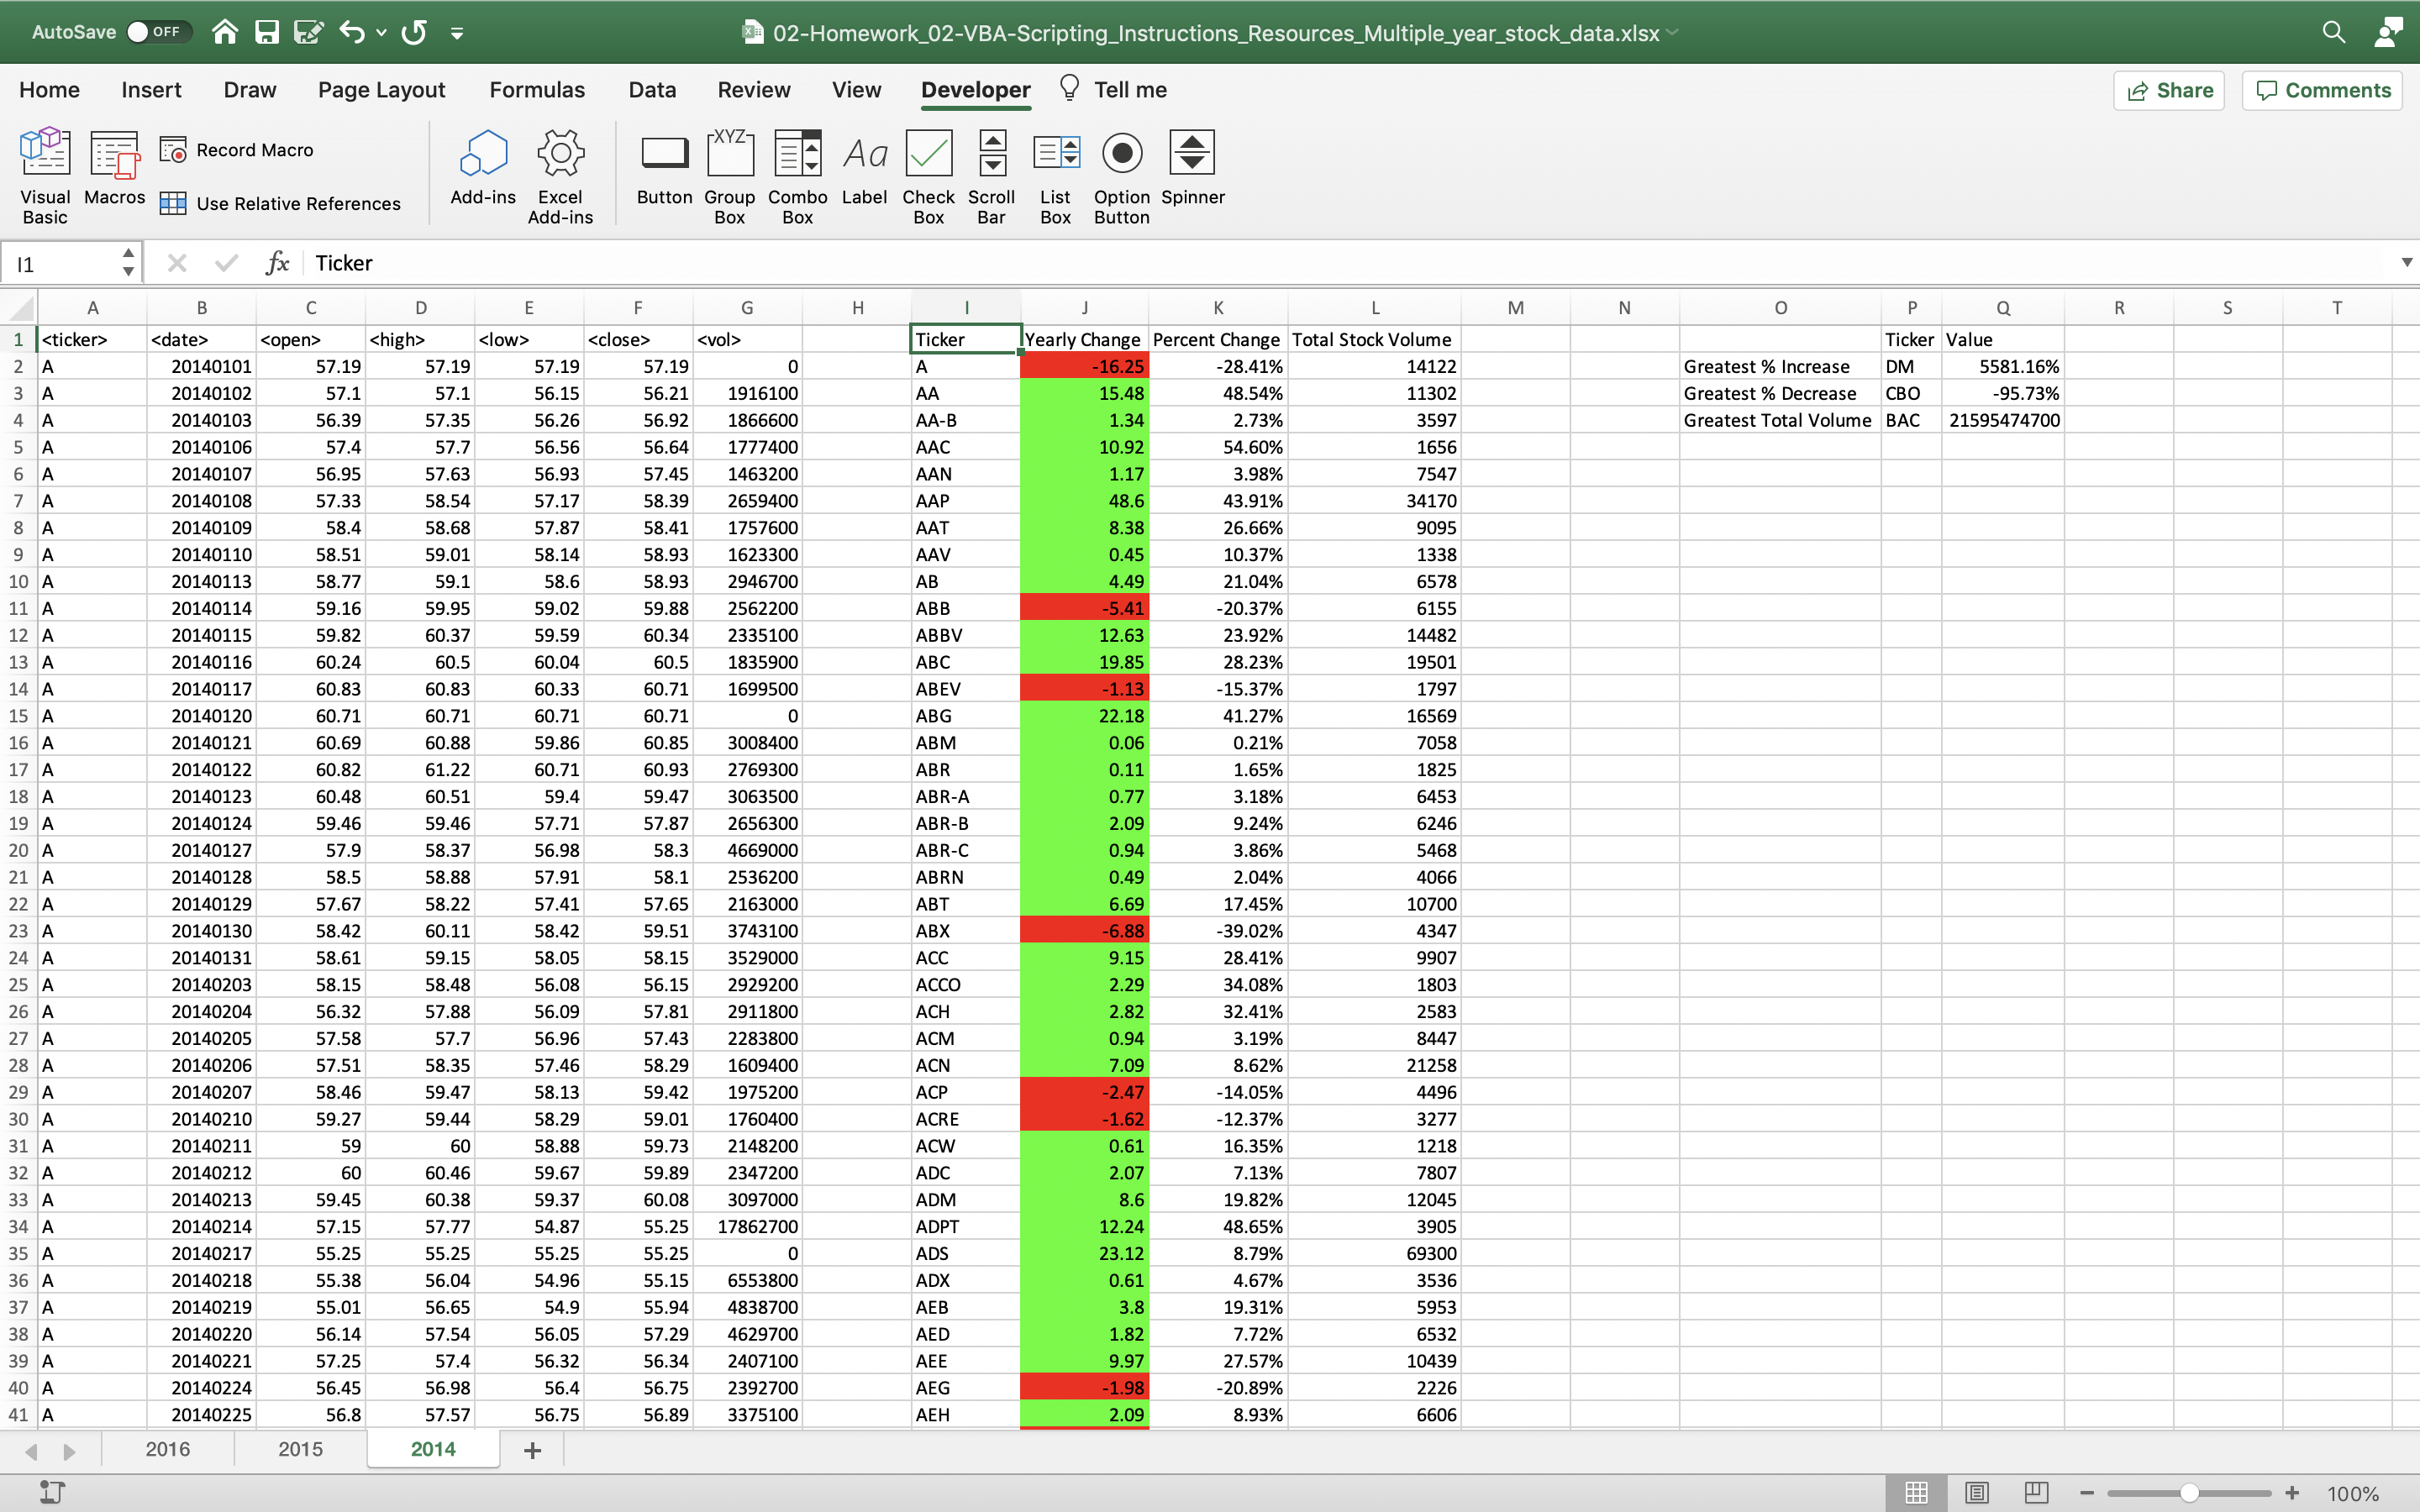 AutoSave OFF 02-Homework_02-VBA-Scripting_Instructions_Resources_Multiple_year_stock_data.xlsx
Home Insert Draw Page Layout Formulas Data Review View Developer Tell me Share Comments
Visual Basic Macros Record Macro Use Relative References Add-ins Excel Add-ins Button XYZ Group Box Combo Box Aa Label Check Box Scroll Bar List Box Option Button Spinner
I1 fx Ticker
A B C D E F G H I J K L M N O P Q R S T
1 <ticker> <date> <open> <high> <low> <close> <vol> Ticker Yearly Change Percent Change Total Stock Volume Ticker Value
2 A 20140101 57.19 57.19 57.19 57.19 0 A -16.25 -28.41% 14122 Greatest % Increase DM 5581.16%
3 A 20140102 57.1 57.1 56.15 56.21 1916100 AA 15.48 48.54% 11302 Greatest % Decrease CBO -95.73%
4 A 20140103 56.39 57.35 56.26 56.92 1866600 AA-B 1.34 2.73% 3597 Greatest Total Volume BAC 21595474700
5 A 20140106 57.4 57.7 56.56 56.64 1777400 AAC 10.92 54.60% 1656
6 A 20140107 56.95 57.63 56.93 57.45 1463200 AAN 1.17 3.98% 7547
7 A 20140108 57.33 58.54 57.17 58.39 2659400 AAP 48.6 43.91% 34170
8 A 20140109 58.4 58.68 57.87 58.41 1757600 AAT 8.38 26.66% 9095
9 A 20140110 58.51 59.01 58.14 58.93 1623300 AAV 0.45 10.37% 1338
10 A 20140113 58.77 59.1 58.6 58.93 2946700 AB 4.49 21.04% 6578
11 A 20140114 59.16 59.95 59.02 59.88 2562200 ABB -5.41 -20.37% 6155
12 A 20140115 59.82 60.37 59.59 60.34 2335100 ABBV 12.63 23.92% 14482
13 A 20140116 60.24 60.5 60.04 60.5 1835900 ABC 19.85 28.23% 19501
14 A 20140117 60.83 60.83 60.33 60.71 1699500 ABEV -1.13 -15.37% 1797
15 A 20140120 60.71 60.71 60.71 60.71 0 ABG 22.18 41.27% 16569
16 A 20140121 60.69 60.88 59.86 60.85 3008400 ABM 0.06 0.21% 7058
17 A 20140122 60.82 61.22 60.71 60.93 2769300 ABR 0.11 1.65% 1825
18 A 20140123 60.48 60.51 59.4 59.47 3063500 ABR-A 0.77 3.18% 6453
19 A 20140124 59.46 59.46 57.71 57.87 2656300 ABR-B 2.09 9.24% 6246
20 A 20140127 57.9 58.37 56.98 58.3 4669000 ABR-C 0.94 3.86% 5468
21 A 20140128 58.5 58.88 57.91 58.1 2536200 ABRN 0.49 2.04% 4066
22 A 20140129 57.67 58.22 57.41 57.65 2163000 ABT 6.69 17.45% 10700
23 A 20140130 58.42 60.11 58.42 59.51 3743100 ABX -6.88 -39.02% 4347
24 A 20140131 58.61 59.15 58.05 58.15 3529000 ACC 9.15 28.41% 9907
25 A 20140203 58.15 58.48 56.08 56.15 2929200 ACCO 2.29 34.08% 1803
26 A 20140204 56.32 57.88 56.09 57.81 2911800 ACH 2.82 32.41% 2583
27 A 20140205 57.58 57.7 56.96 57.43 2283800 ACM 0.94 3.19% 8447
28 A 20140206 57.51 58.35 57.46 58.29 1609400 ACN 7.09 8.62% 21258
29 A 20140207 58.46 59.47 58.13 59.42 1975200 ACP -2.47 -14.05% 4496
30 A 20140210 59.27 59.44 58.29 59.01 1760400 ACRE -1.62 -12.37% 3277
31 A 20140211 59 60 58.88 59.73 2148200 ACW 0.61 16.35% 1218
32 A 20140212 60 60.46 59.67 59.89 2347200 ADC 2.07 7.13% 7807
33 A 20140213 59.45 60.38 59.37 60.08 3097000 ADM 8.6 19.82% 12045
34 A 20140214 57.15 57.77 54.87 55.25 17862700 ADPT 12.24 48.65% 3905
35 A 20140217 55.25 55.25 55.25 55.25 0 ADS 23.12 8.79% 69300
36 A 20140218 55.38 56.04 54.96 55.15 6553800 ADX 0.61 4.67% 3536
37 A 20140219 55.01 56.65 54.9 55.94 4838700 AEB 3.8 19.31% 5953
38 A 20140220 56.14 57.54 56.05 57.29 4629700 AED 1.82 7.72% 6532
39 A 20140221 57.25 57.4 56.32 56.34 2407100 AEE 9.97 27.57% 10439
40 A 20140224 56.45 56.98 56.4 56.75 2392700 AEG -1.98 -20.89% 2226
41 A 20140225 56.8 57.57 56.75 56.89 3375100 AEH 2.09 8.93% 6606
2016 2015 2014 +
100%